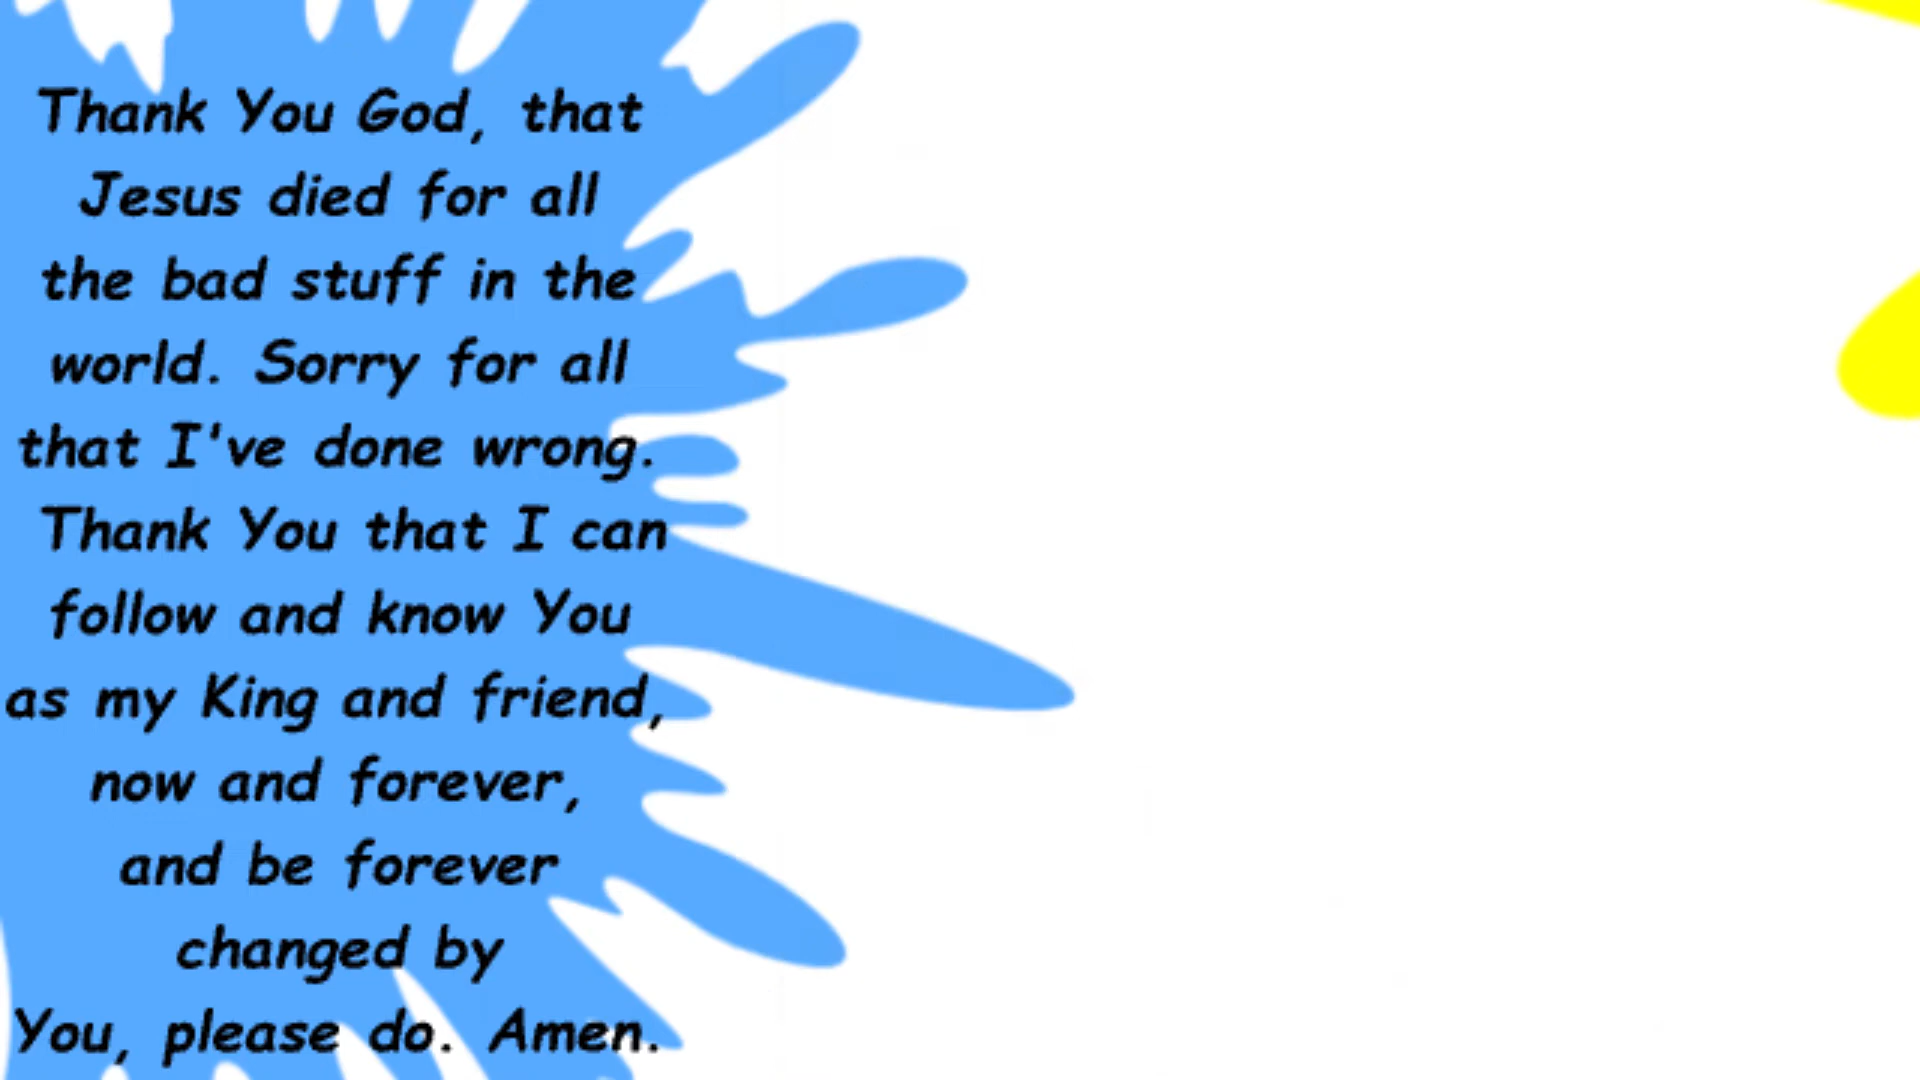 Thank You God, that
Jesus died for all
the bad stuff in the
world. Sorry for all
that I've done wrong.
Thank You that I can
follow and know You
as my King and friend,
now and forever,
and be forever
changed by
You, please do. Amen.